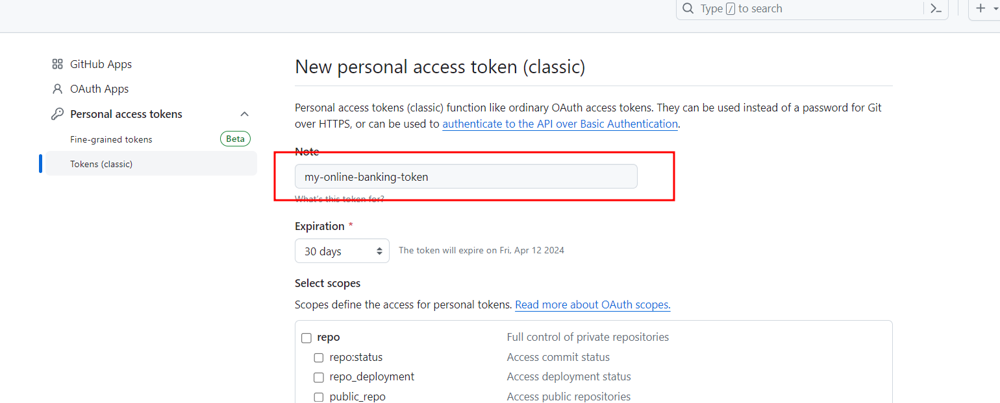 Type / to search
GitHub Apps
OAuth Apps
Personal access tokens
Fine-grained tokens Beta
Tokens (classic)
New personal access token (classic)
Personal access tokens (classic) function like ordinary OAuth access tokens. They can be used instead of a password for Git
over HTTPS, or can be used to authenticate to the API over Basic Authentication.
Note
my-online-banking-token
What's this token for?
Expiration *
30 days The token will expire on Fri, Apr 12 2024
Select scopes
Scopes define the access for personal tokens. Read more about OAuth scopes.
repo Full control of private repositories
repo:status Access commit status
repo_deployment Access deployment status
public_repo Access public repositories